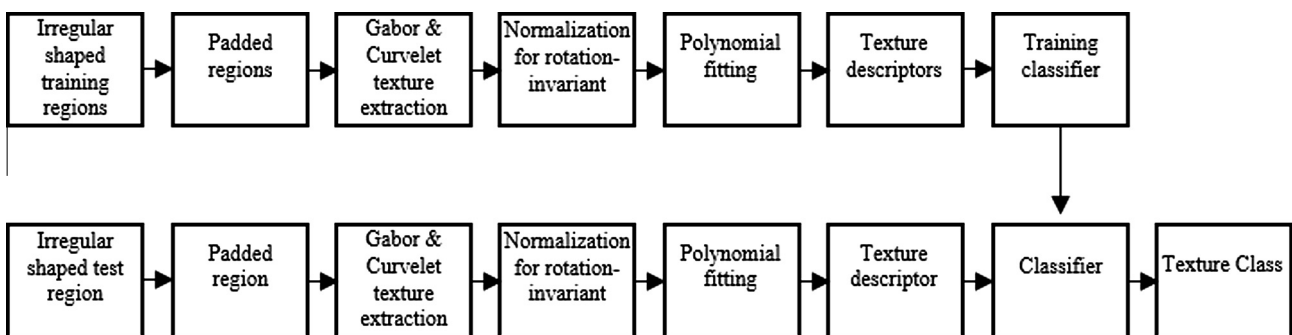 Irregular
shaped
training
regions
Padded
regions
Gabor &
Curvelet
texture
extraction
Normalization
for rotation-
invariant
Polynomial
fitting
Texture
descriptors
Training
classifier
Irregular
shaped test
region
Padded
region
Gabor &
Curvelet
texture
extraction
Normalization
for rotation-
invariant
Polynomial
fitting
Texture
descriptor
Classifier
Texture Class